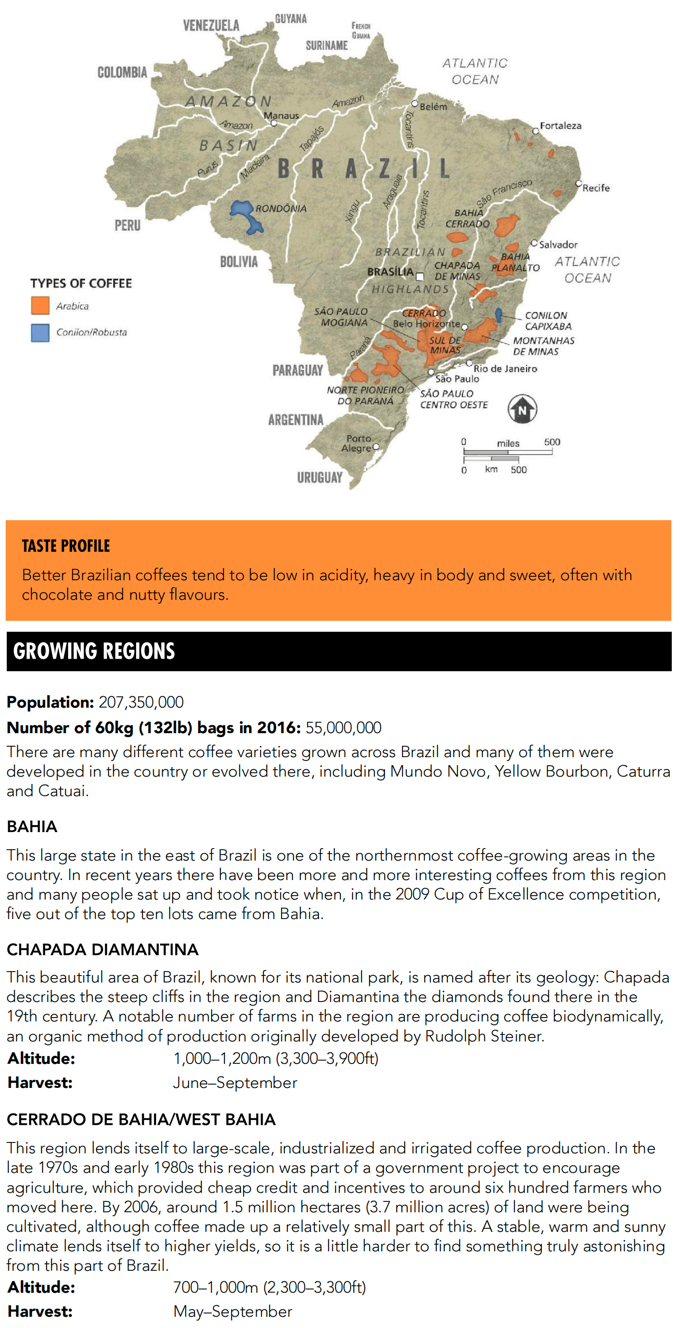 VENEZUELA
GUYANA
FRENCH
GUIANA
SURINAME
COLOMBIA
ATLANTIC
OCEAN
AMAZON
Amazon
Belém
Manaus
Amazon
Tocantins
Fortaleza
BASIN
Tapajós
Purus
Madeira
BRAZIL
Recife
São Francisco
Xingu
Araguaia
Tocantins
RONDÔNIA
PERU
BAHIA
CERRADO
Salvador
BOLIVIA
BRAZILIAN
BAHIA
PLANALTO
ATLANTIC
OCEAN
CHAPADA
DE MINAS
BRASÍLIA
HIGHLANDS
TYPES OF COFFEE
Arabica
Conilon/Robusta
SÃO PAULO
MOGIANA
CERRADO
Belo Horizonte
CONILON
CAPIXABA
SUL DE
MINAS
MONTANHAS
DE MINAS
Paraná
PARAGUAY
Rio de Janeiro
São Paulo
NORTE PIONEIRO
DO PARANÁ
SÃO PAULO
CENTRO OESTE
N
ARGENTINA
Porto
Alegre
0 miles 500
0 km 500
URUGUAY
TASTE PROFILE
Better Brazilian coffees tend to be low in acidity, heavy in body and sweet, often with
chocolate and nutty flavours.
GROWING REGIONS
Population: 207,350,000
Number of 60kg (132lb) bags in 2016: 55,000,000
There are many different coffee varieties grown across Brazil and many of them were
developed in the country or evolved there, including Mundo Novo, Yellow Bourbon, Caturra
and Catuai.
BAHIA
This large state in the east of Brazil is one of the northernmost coffee-growing areas in the
country. In recent years there have been more and more interesting coffees from this region
and many people sat up and took notice when, in the 2009 Cup of Excellence competition,
five out of the top ten lots came from Bahia.
CHAPADA DIAMANTINA
This beautiful area of Brazil, known for its national park, is named after its geology: Chapada
describes the steep cliffs in the region and Diamantina the diamonds found there in the
19th century. A notable number of farms in the region are producing coffee biodynamically,
an organic method of production originally developed by Rudolph Steiner.
Altitude: 1,000–1,200m (3,300–3,900ft)
Harvest: June–September
CERRADO DE BAHIA/WEST BAHIA
This region lends itself to large-scale, industrialized and irrigated coffee production. In the
late 1970s and early 1980s this region was part of a government project to encourage
agriculture, which provided cheap credit and incentives to around six hundred farmers who
moved here. By 2006, around 1.5 million hectares (3.7 million acres) of land were being
cultivated, although coffee made up a relatively small part of this. A stable, warm and sunny
climate lends itself to higher yields, so it is a little harder to find something truly astonishing
from this part of Brazil.
Altitude: 700–1,000m (2,300–3,300ft)
Harvest: May–September